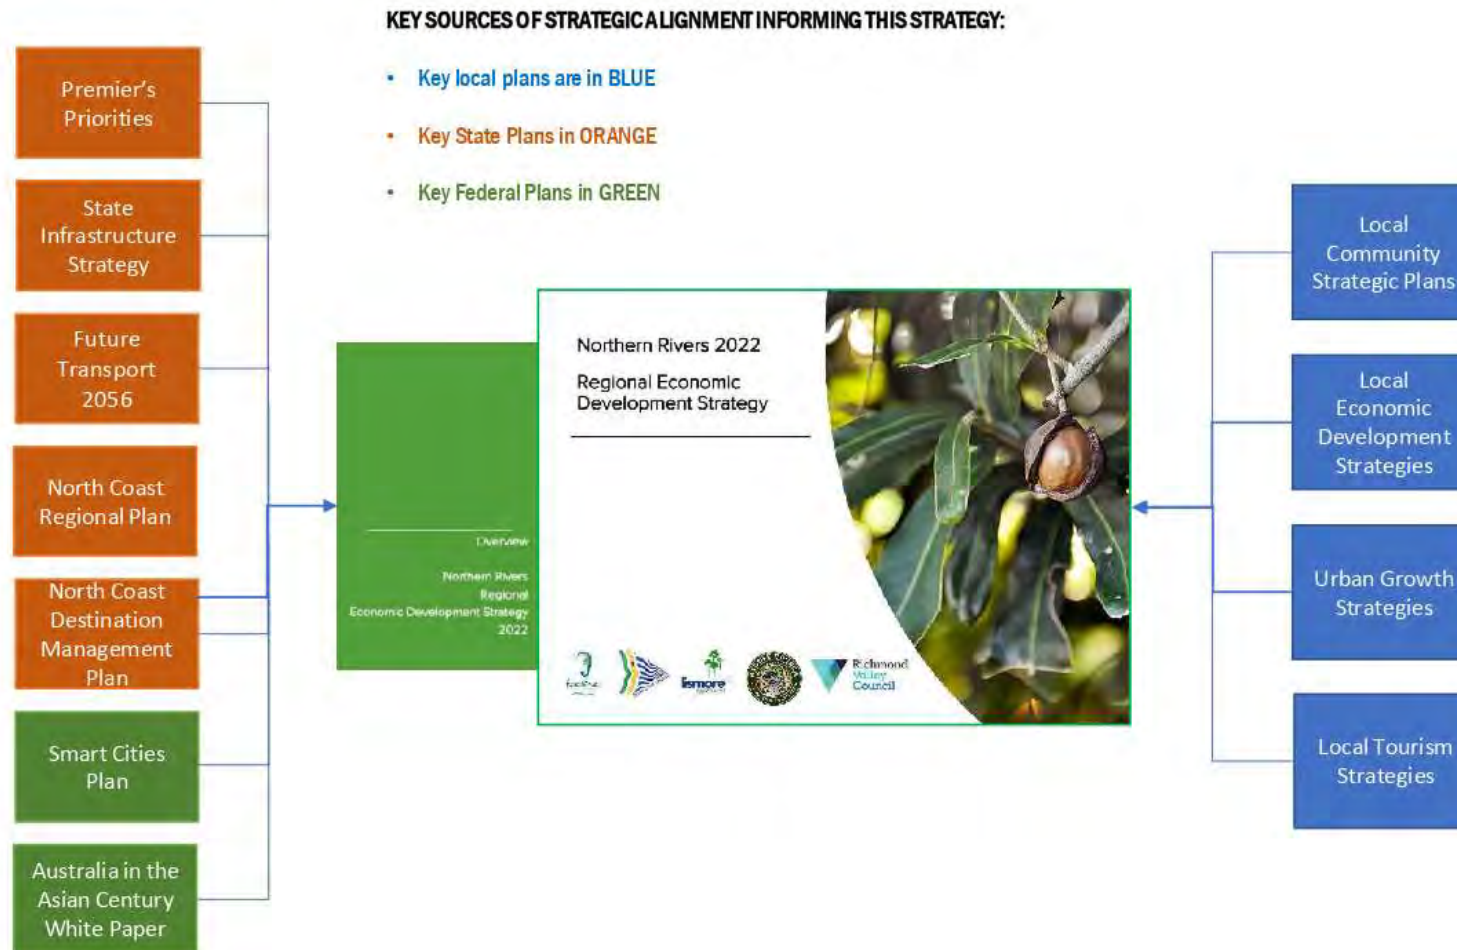 KEY SOURCES OF STRATEGIC ALIGNMENT INFORMING THIS STRATEGY:
• Key local plans are in BLUE
• Key State Plans in ORANGE
• Key Federal Plans in GREEN
Premier's
Priorities
State
Infrastructure
Strategy
Future
Transport
2056
North Coast
Regional Plan
North Coast
Destination
Management
Plan
Smart Cities
Plan
Australia in the
Asian Century
White Paper
Overview
Northern Rivers
Regional
Economic Development Strategy
2022
Northern Rivers 2022
Regional Economic
Development Strategy
lismore
Richmond
Valley
Council
Local
Community
Strategic Plans
Local
Economic
Development
Strategies
Urban Growth
Strategies
Local Tourism
Strategies